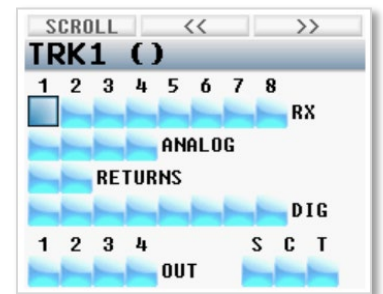 SCROLL << >>
TRK1 ()
1 2 3 4 5 6 7 8
RX
ANALOG
RETURNS
DIG
1 2 3 4 S C T
OUT